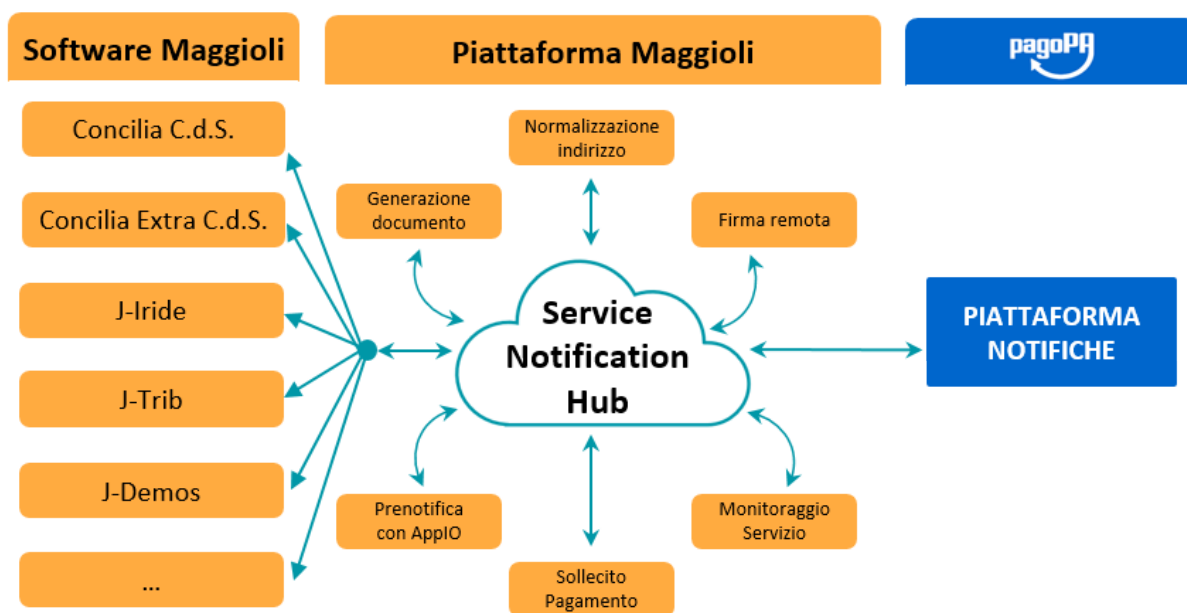 Software Maggioli
Piattaforma Maggioli
pagoPA
Concilia C.d.S.
Concilia Extra C.d.S.
J-Iride
J-Trib
J-Demos
...
Normalizzazione
indirizzo
Generazione
documento
Firma remota
Service
Notification
Hub
Prenotifica
con AppIO
Sollecito
Pagamento
Monitoraggio
Servizio
PIATTAFORMA
NOTIFICHE